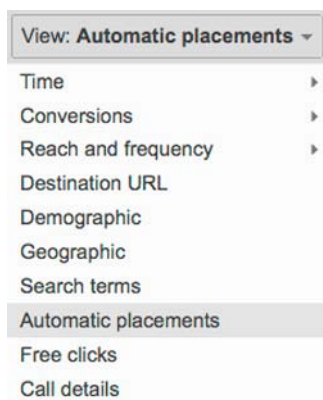 View: Automatic placements
Time
Conversions
Reach and frequency
Destination URL
Demographic
Geographic
Search terms
Automatic placements
Free clicks
Call details